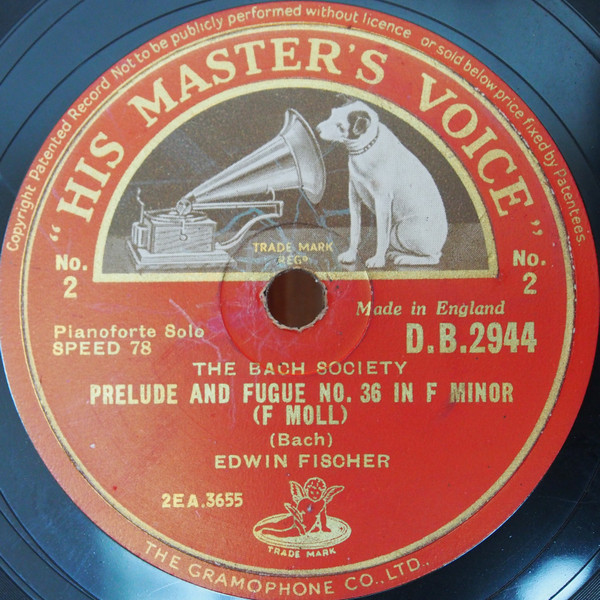 Copyright Patented Record Not to be publicly performed without licence or sold below price fixed by Patentees.
"HIS MASTER'S VOICE"
TRADE MARK
REGD
No.
2
No.
2
Made in England
Pianoforte Solo
SPEED 78
D.B.2944
THE BACH SOCIETY
PRELUDE AND FUGUE NO. 36 IN F MINOR
(F MOLL)
(Bach)
EDWIN FISCHER
2EA.3655
TRADE MARK
THE GRAMOPHONE CO., LTD.